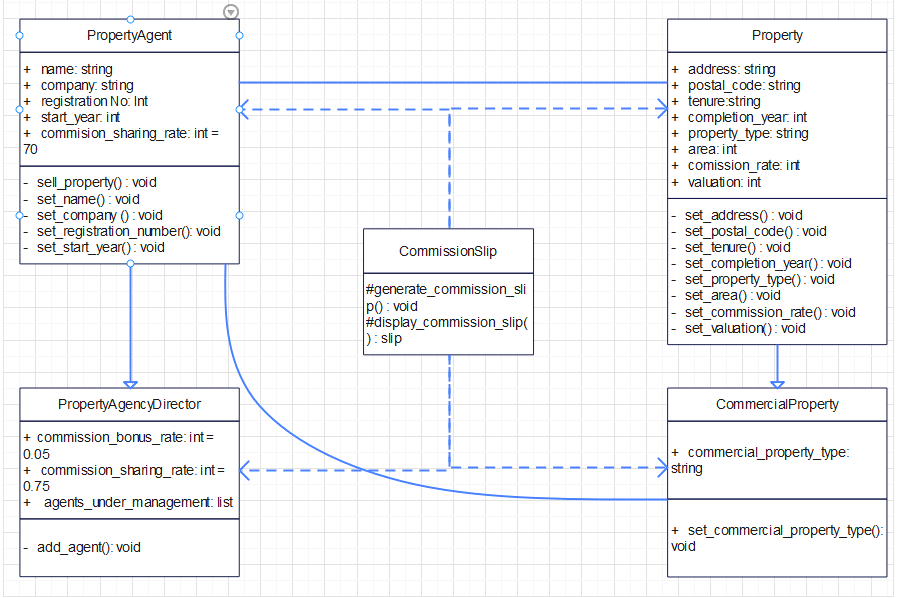 PropertyAgent
+ name: string
+ company: string
+ registration No: Int
+ start_year: int
+ commision_sharing_rate: int =
70
- sell_property() : void
- set_name() : void
- set_company () : void
- set_registration_number(): void
- set_start_year() : void
Property
+ address: string
+ postal_code: string
+ tenure:string
+ completion_year: int
+ property_type: string
+ area: int
+ comission_rate: int
+ valuation: int
- set_address() : void
- set_postal_code() : void
- set_tenure() : void
- set_completion_year() : void
- set_property_type() : void
- set_area() : void
- set_commission_rate() : void
- set_valuation() : void
CommissionSlip
#generate_commission_sli
p() : void
#display_commission_slip(
) : slip
PropertyAgencyDirector
+ commission_bonus_rate: int =
0.05
+ commission_sharing_rate: int =
0.75
+ agents_under_management: list
- add_agent(): void
CommercialProperty
+ commercial_property_type:
string
+ set_commercial_property_type():
void